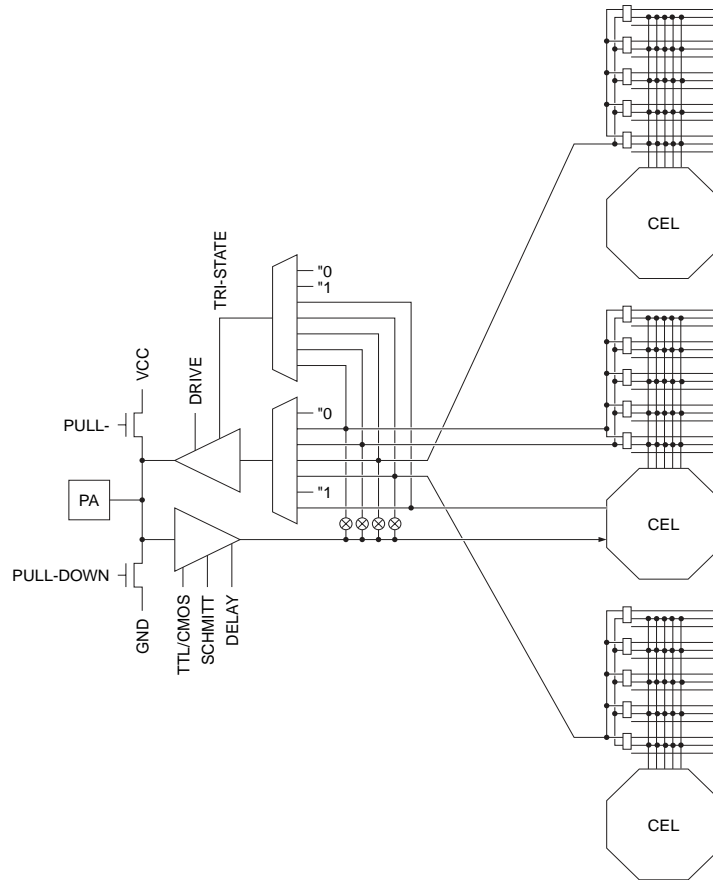 CEL
TRI-STATE
"0
"1
VCC
DRIVE
PULL-
"0
PA
"1
CEL
PULL-DOWN
GND
TTL/CMOS
SCHMITT
DELAY
CEL